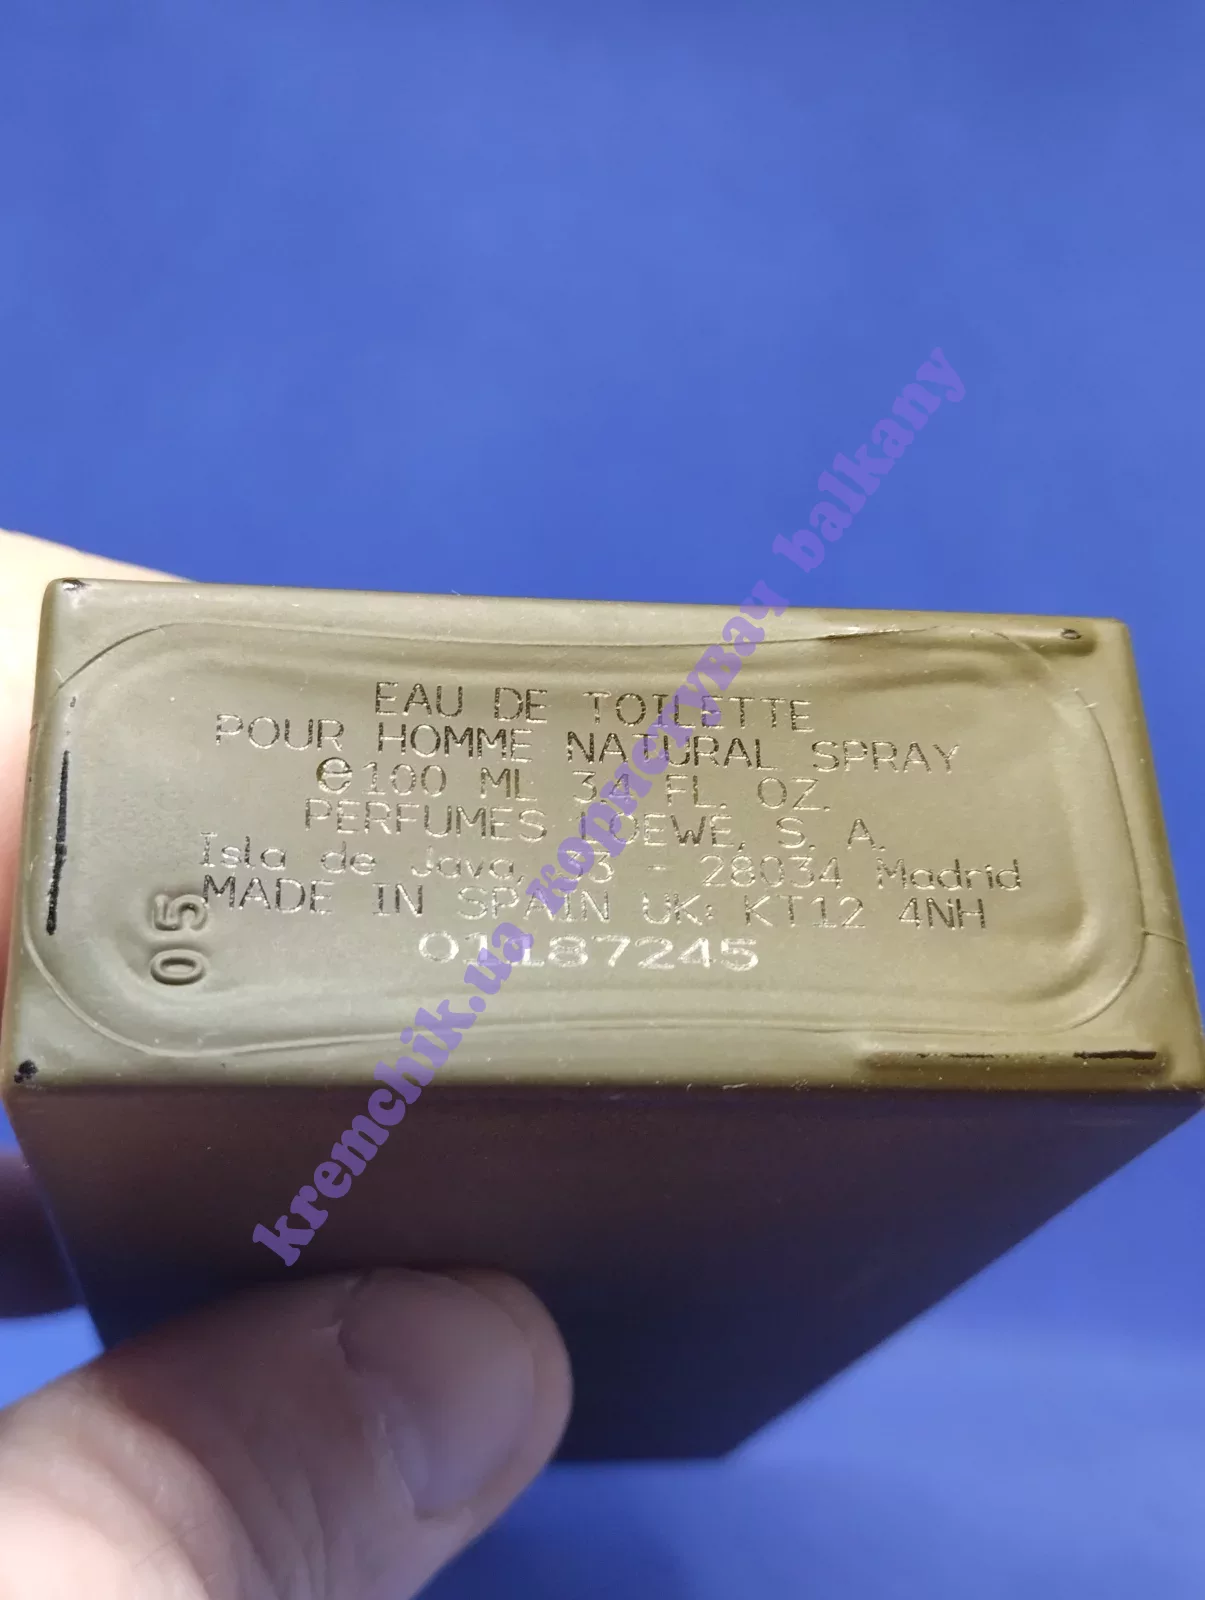 EAU DE TOILETTE
POUR HOMME NATURAL SPRAY
℮100 ML 3.4 FL. OZ.
PERFUMES LOEWE, S. A.
Isla de Java, 33 - 28034 Madrid
MADE IN SPAIN UK: KT12 4NH
01187245
05
kremchik.ua користувач balkany